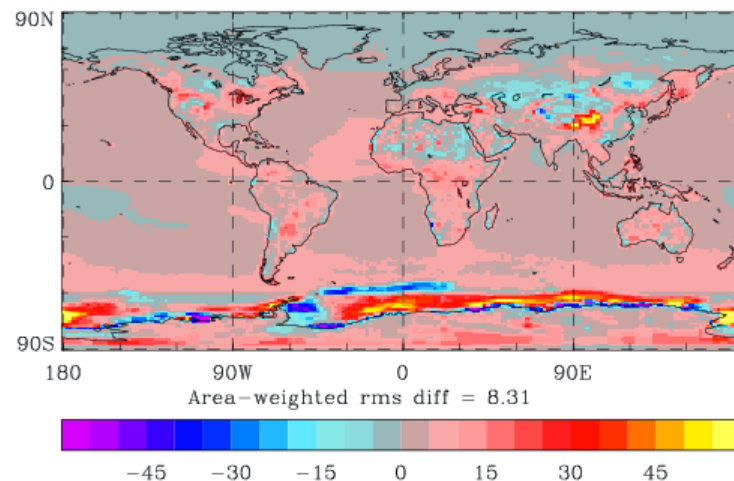 90N
0
90S
180 90W 0 90E
Area-weighted rms diff = 8.31
-45 -30 -15 0 15 30 45